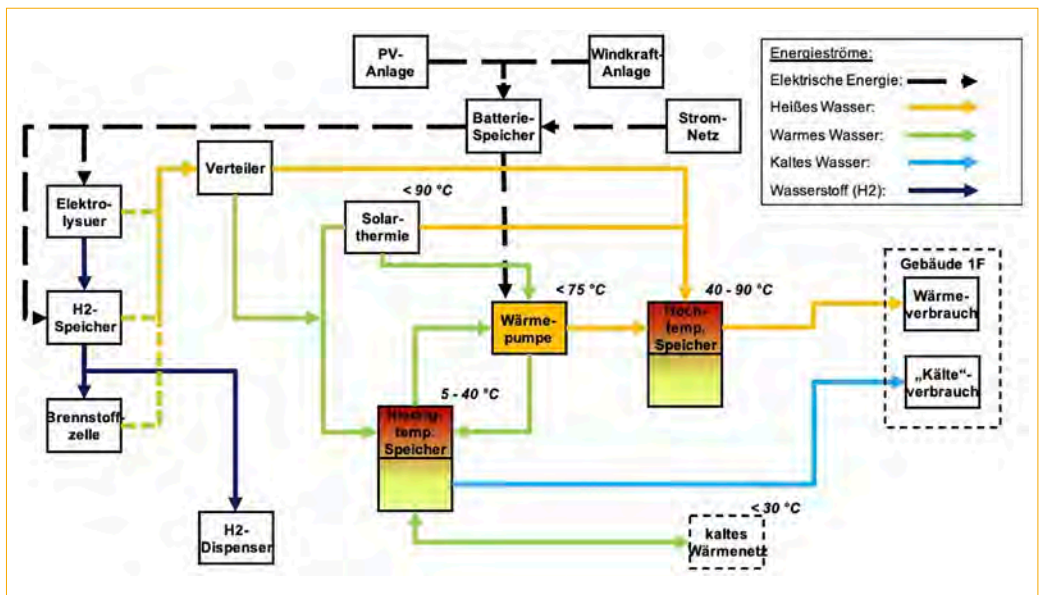 PV-
Anlage
Windkraft-
Anlage
Energieströme:
Elektrische Energie:
Heißes Wasser:
Warmes Wasser:
Kaltes Wasser:
Wasserstoff (H2):
Batterie-
Speicher
Strom-
Netz
Verteiler
< 90 °C
Elektro-
lysuer
Solar-
thermie
Gebäude 1F
H2-
Speicher
Wärme-
pumpe
< 75 °C
40 - 90 °C
Hoch-
temp.
Speicher
Wärme-
verbrauch
„Kälte"-
verbrauch
Brennstoff-
zelle
5 - 40 °C
Niedrig-
temp.
Speicher
H2-
Dispenser
< 30 °C
kaltes
Wärmenetz